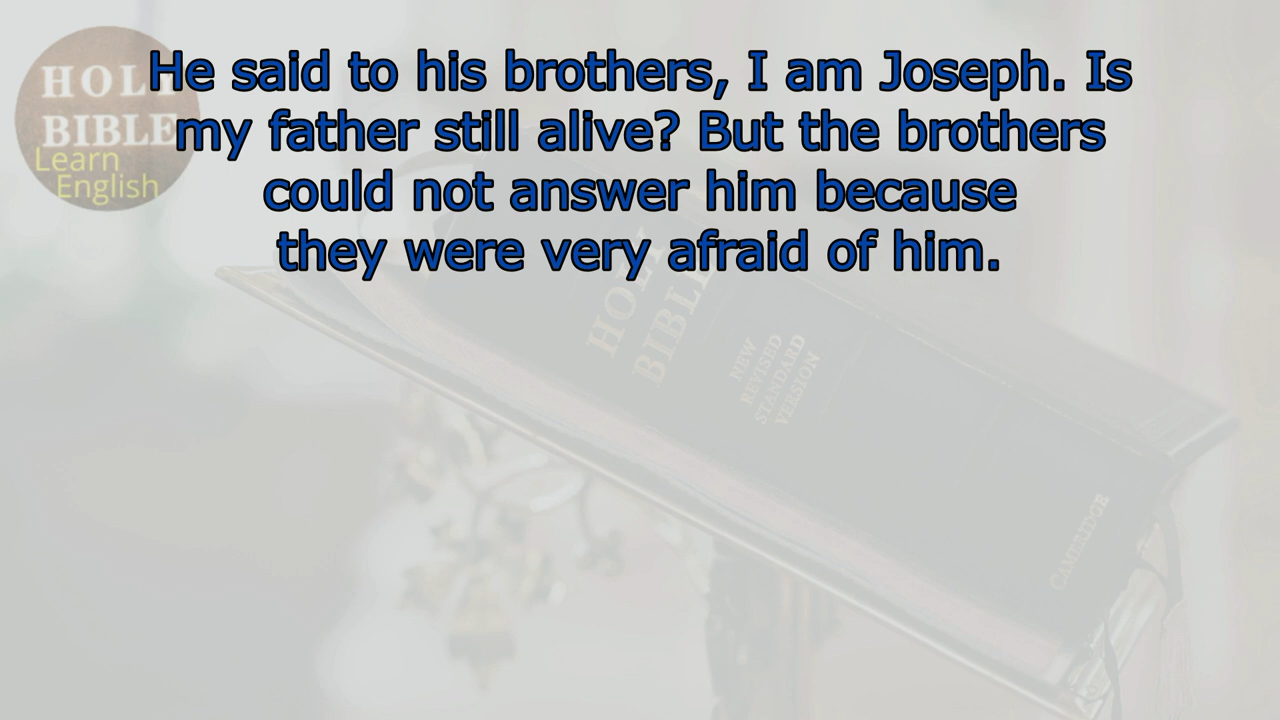 HOLY
BIBLE
Learn
English
He said to his brothers, I am Joseph. Is
my father still alive? But the brothers
could not answer him because
they were very afraid of him.
HOLY
BIBLE
NEW
REVISED
STANDARD
VERSION
CAMBRIDGE